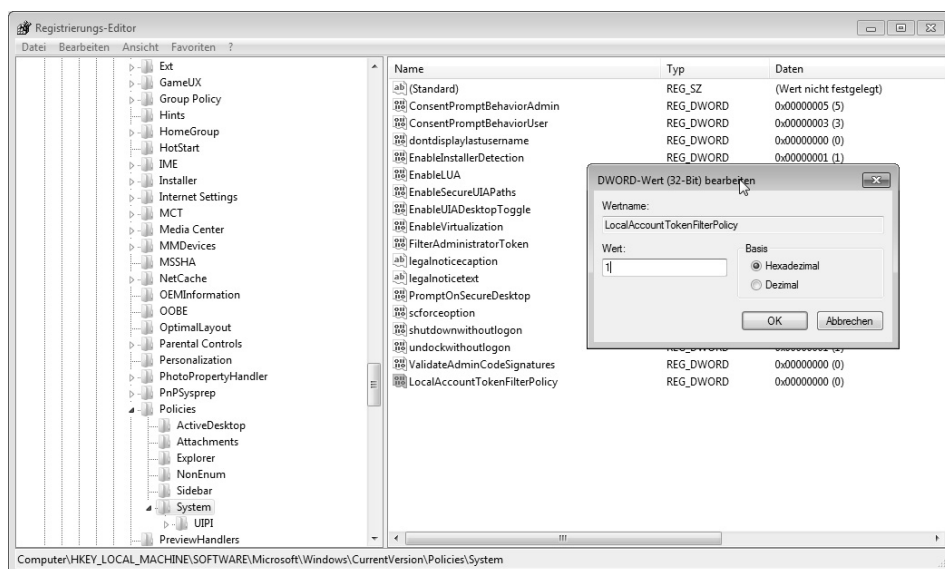 Registrierungs-Editor
Datei Bearbeiten Ansicht Favoriten ?
Ext
GameUX
Group Policy
Hints
HomeGroup
HotStart
IME
Installer
Internet Settings
MCT
Media Center
MMDevices
MSSHA
NetCache
OEMInformation
OOBE
OptimalLayout
Parental Controls
Personalization
PhotoPropertyHandler
PnPSysprep
Policies
ActiveDesktop
Attachments
Explorer
NonEnum
Sidebar
System
UIPI
PreviewHandlers
Name Typ Daten
(Standard) REG_SZ (Wert nicht festgelegt)
ConsentPromptBehaviorAdmin REG_DWORD 0x00000005 (5)
ConsentPromptBehaviorUser REG_DWORD 0x00000003 (3)
dontdisplaylastusername REG_DWORD 0x00000000 (0)
EnableInstallerDetection REG_DWORD 0x00000001 (1)
EnableLUA
EnableSecureUIAPaths
EnableUIADesktopToggle
EnableVirtualization
FilterAdministratorToken
legalnoticecaption
legalnoticetext
PromptOnSecureDesktop
scforceoption
shutdownwithoutlogon
undockwithoutlogon
ValidateAdminCodeSignatures REG_DWORD 0x00000000 (0)
LocalAccountTokenFilterPolicy REG_DWORD 0x00000000 (0)
DWORD-Wert (32-Bit) bearbeiten
Wertname:
LocalAccountTokenFilterPolicy
Wert: Basis
1 Hexadezimal
Dezimal
OK Abbrechen
Computer\HKEY_LOCAL_MACHINE\SOFTWARE\Microsoft\Windows\CurrentVersion\Policies\System